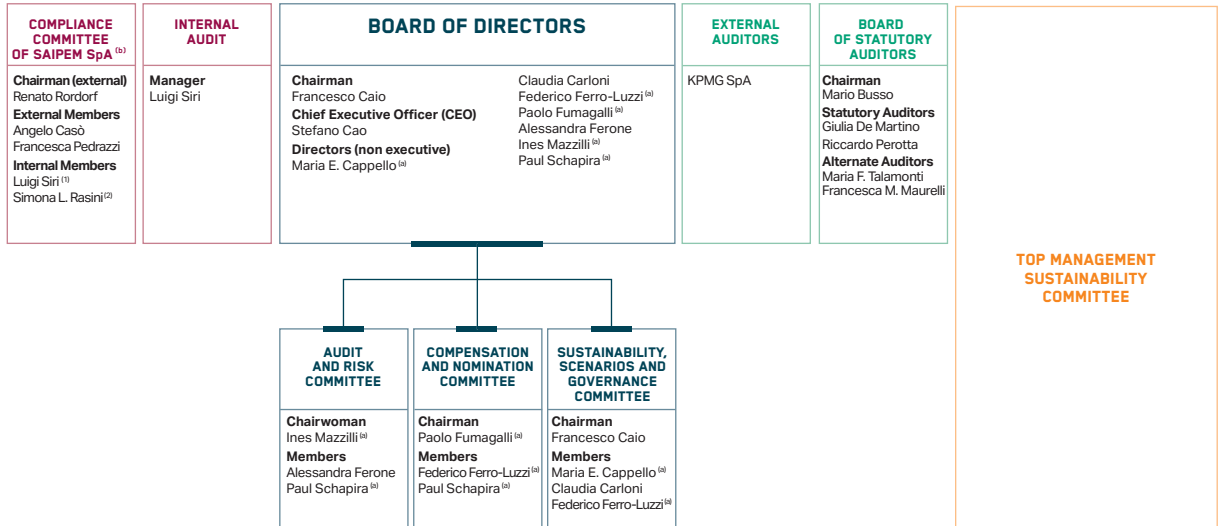 COMPLIANCE
COMMITTEE
OF SAIPEM SpA (b)
Chairman (external)
Renato Rordorf
External Members
Angelo Casò
Francesca Pedrazzi
Internal Members
Luigi Siri (1)
Simona L. Rasini (2)
INTERNAL
AUDIT
Manager
Luigi Siri
BOARD OF DIRECTORS
Chairman
Francesco Caio
Chief Executive Officer (CEO)
Stefano Cao
Directors (non executive)
Maria E. Cappello (a)
Claudia Carloni
Federico Ferro-Luzzi (a)
Paolo Fumagalli (a)
Alessandra Ferone
Ines Mazzilli (a)
Paul Schapira (a)
EXTERNAL
AUDITORS
KPMG SpA
BOARD
OF STATUTORY
AUDITORS
Chairman
Mario Busso
Statutory Auditors
Giulia De Martino
Riccardo Perotta
Alternate Auditors
Maria F. Talamonti
Francesca M. Maurelli
TOP MANAGEMENT
SUSTAINABILITY
COMMITTEE
AUDIT
AND RISK
COMMITTEE
Chairwoman
Ines Mazzilli (a)
Members
Alessandra Ferone
Paul Schapira (a)
COMPENSATION
AND NOMINATION
COMMITTEE
Chairman
Paolo Fumagalli (a)
Members
Federico Ferro-Luzzi (a)
Paul Schapira (a)
SUSTAINABILITY,
SCENARIOS AND
GOVERNANCE
COMMITTEE
Chairman
Francesco Caio
Members
Maria E. Cappello (a)
Claudia Carloni
Federico Ferro-Luzzi (a)